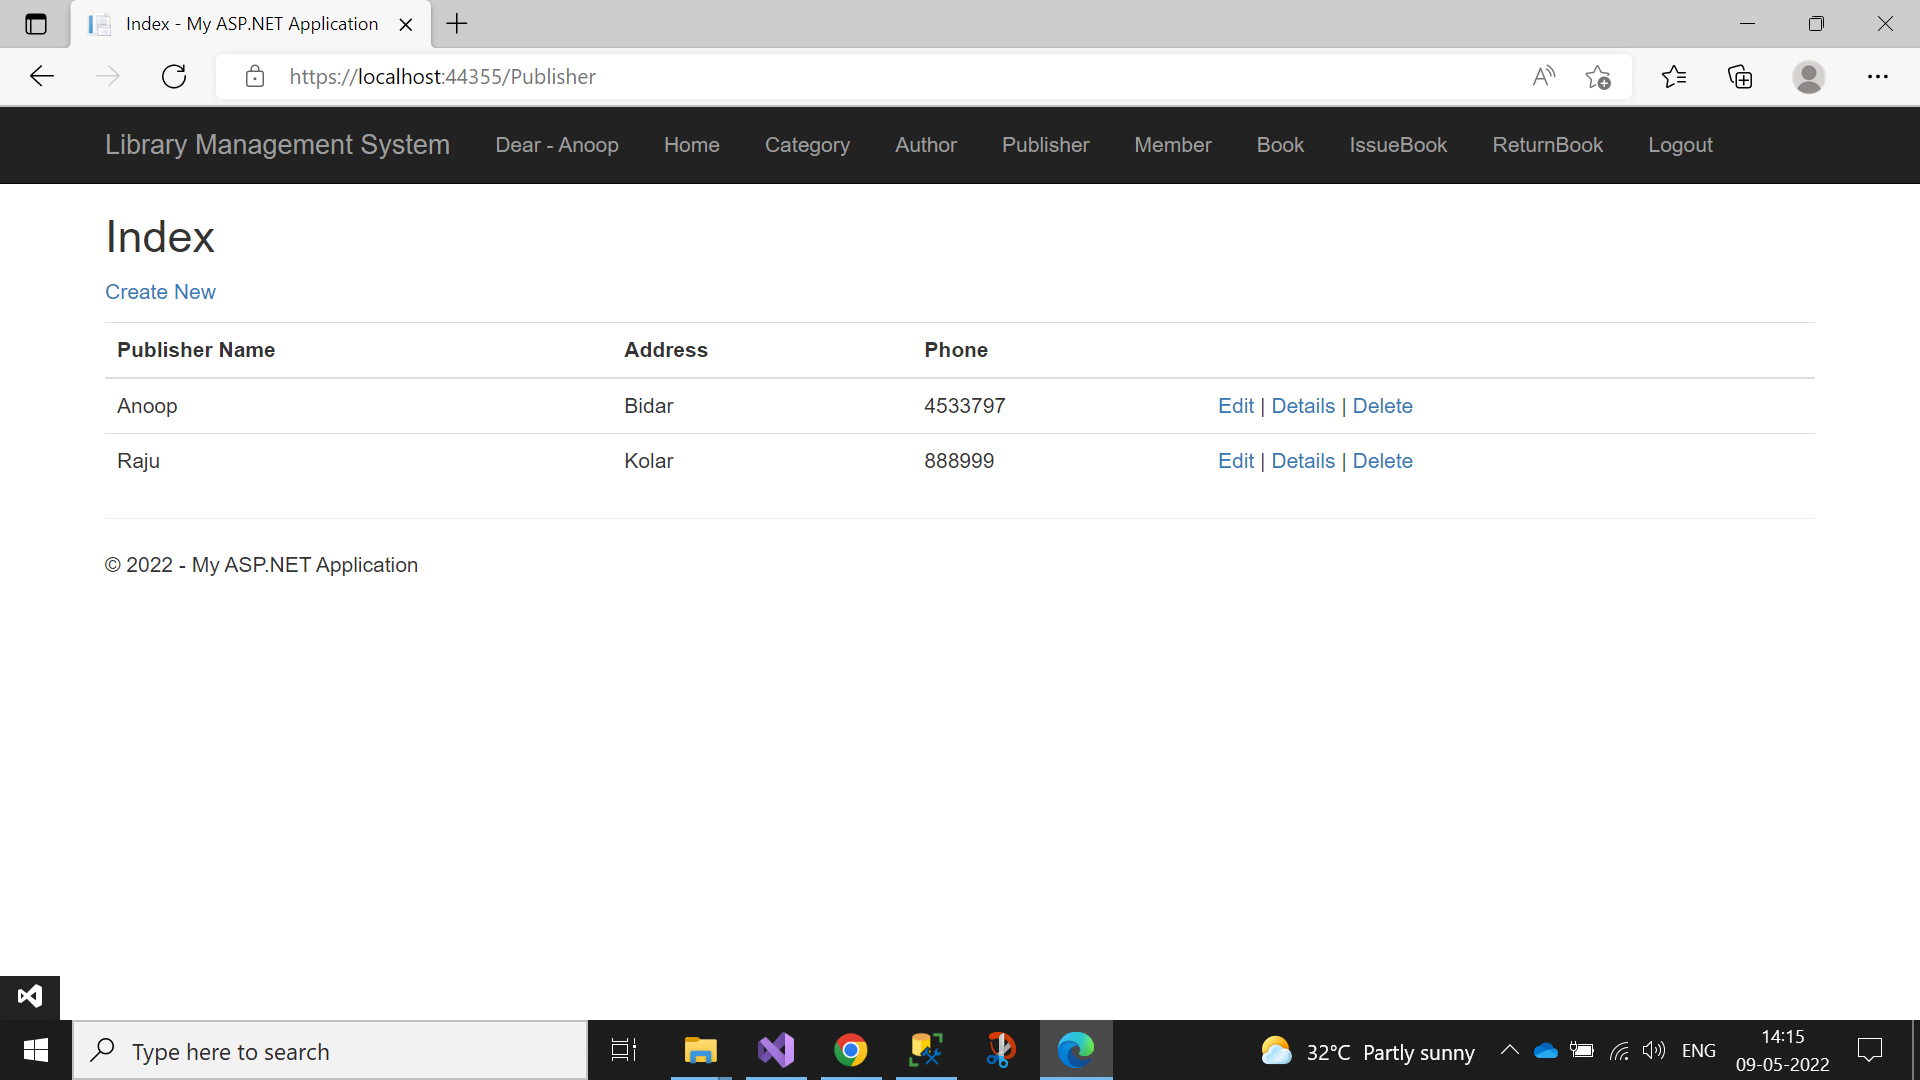 Index - My ASP.NET Application
https://localhost:44355/Publisher
Library Management System Dear - Anoop Home Category Author Publisher Member Book IssueBook ReturnBook Logout
Index
Create New
Publisher Name Address Phone
Anoop Bidar 4533797 Edit | Details | Delete
Raju Kolar 888999 Edit | Details | Delete
© 2022 - My ASP.NET Application
Type here to search
32°C Partly sunny
ENG
14:15
09-05-2022